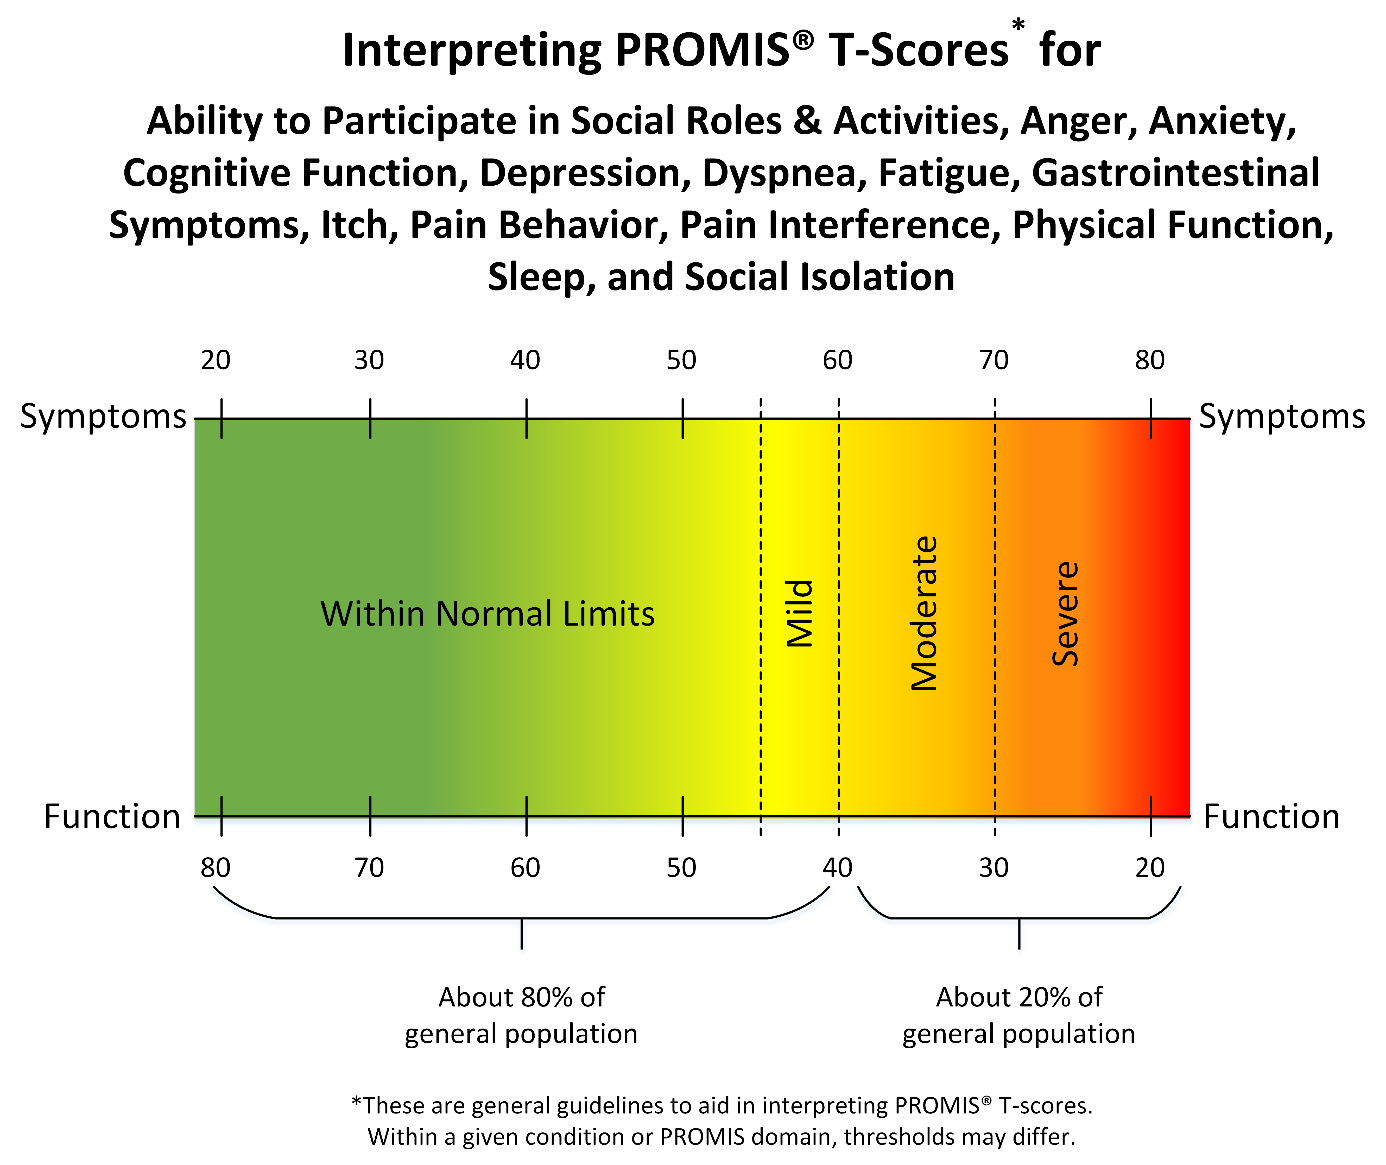 Interpreting PROMIS® T-Scores* for
Ability to Participate in Social Roles & Activities, Anger, Anxiety,
Cognitive Function, Depression, Dyspnea, Fatigue, Gastrointestinal
Symptoms, Itch, Pain Behavior, Pain Interference, Physical Function,
Sleep, and Social Isolation
20 30 40 50 60 70 80
Symptoms Symptoms
Within Normal Limits
Mild
Moderate
Severe
Function Function
80 70 60 50 40 30 20
About 80% of
general population
About 20% of
general population
*These are general guidelines to aid in interpreting PROMIS® T-scores.
Within a given condition or PROMIS domain, thresholds may differ.